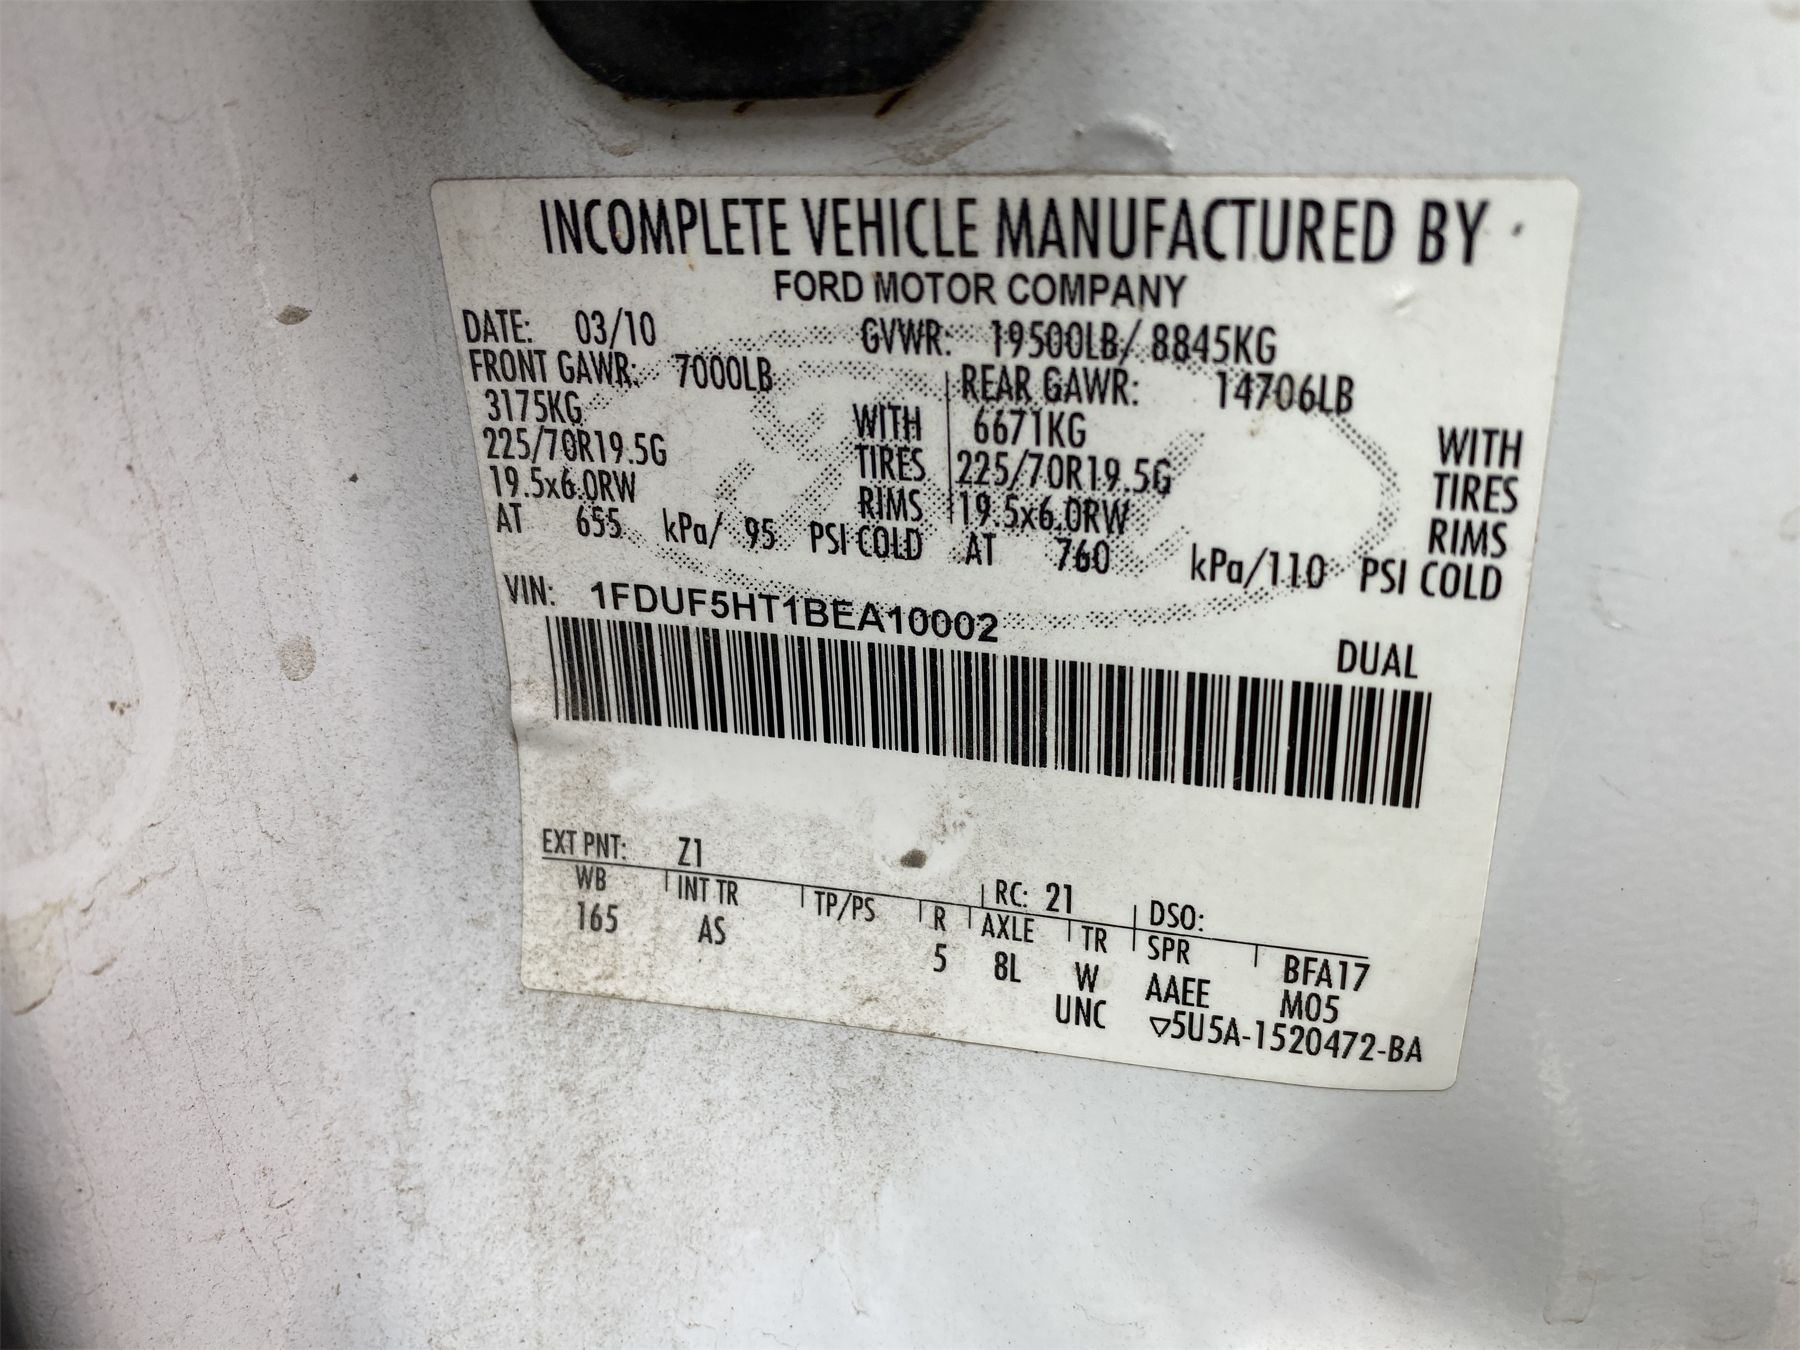 INCOMPLETE VEHICLE MANUFACTURED BY
FORD MOTOR COMPANY
DATE: 03/10 GVWR: 19500LB/ 8845KG
FRONT GAWR: 7000LB REAR GAWR: 14706LB
3175KG WITH 6671KG WITH
225/70R19.5G TIRES 225/70R19.5G TIRES
19.5x6.0RW RIMS 19.5x6.0RW RIMS
AT 655 kPa/ 95 PSI COLD AT 760 kPa/110 PSI COLD
VIN: 1FDUF5HT1BEA10002
DUAL
EXT PNT: Z1 RC: 21 DSO:
WB INT TR TP/PS R AXLE TR SPR BFA17
165 AS 5 8L W AAEE M05
UNC ▽5U5A-1520472-BA